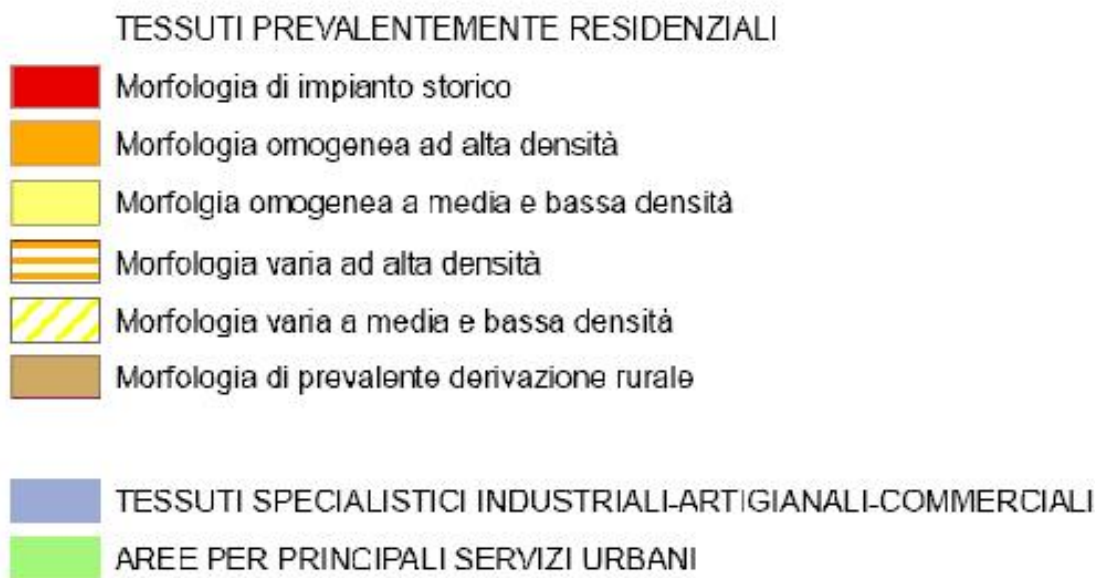 TESSUTI PREVALENTEMENTE RESIDENZIALI
Morfologia di impianto storico
Morfologia omogenea ad alta densità
Morfolgia omogenea a media e bassa densità
Morfologia varia ad alta densità
Morfologia varia a media e bassa densità
Morfologia di prevalente derivazione rurale
TESSUTI SPECIALISTICI INDUSTRIALI-ARTIGIANALI-COMMERCIALI
AREE PER PRINCIPALI SERVIZI URBANI